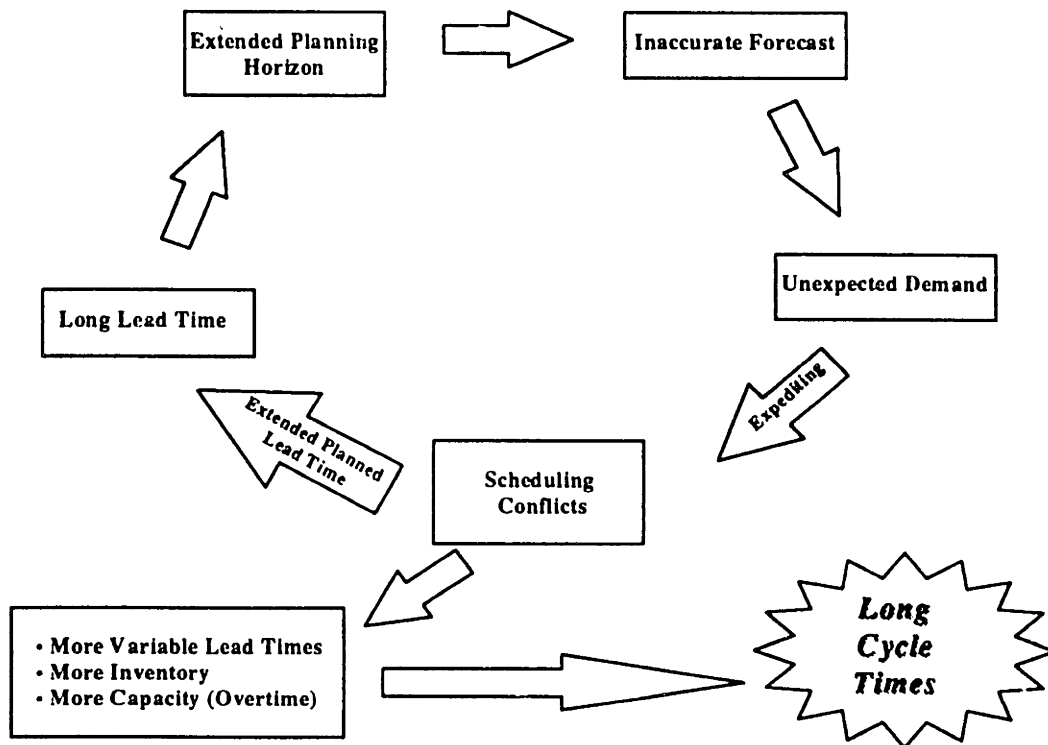 Extended Planning
Horizon
Inaccurate Forecast
Unexpected Demand
Long Lead Time
Expediting
Extended Planned
Lead Time
Scheduling
Conflicts
• More Variable Lead Times
• More Inventory
• More Capacity (Overtime)
Long
Cycle
Times